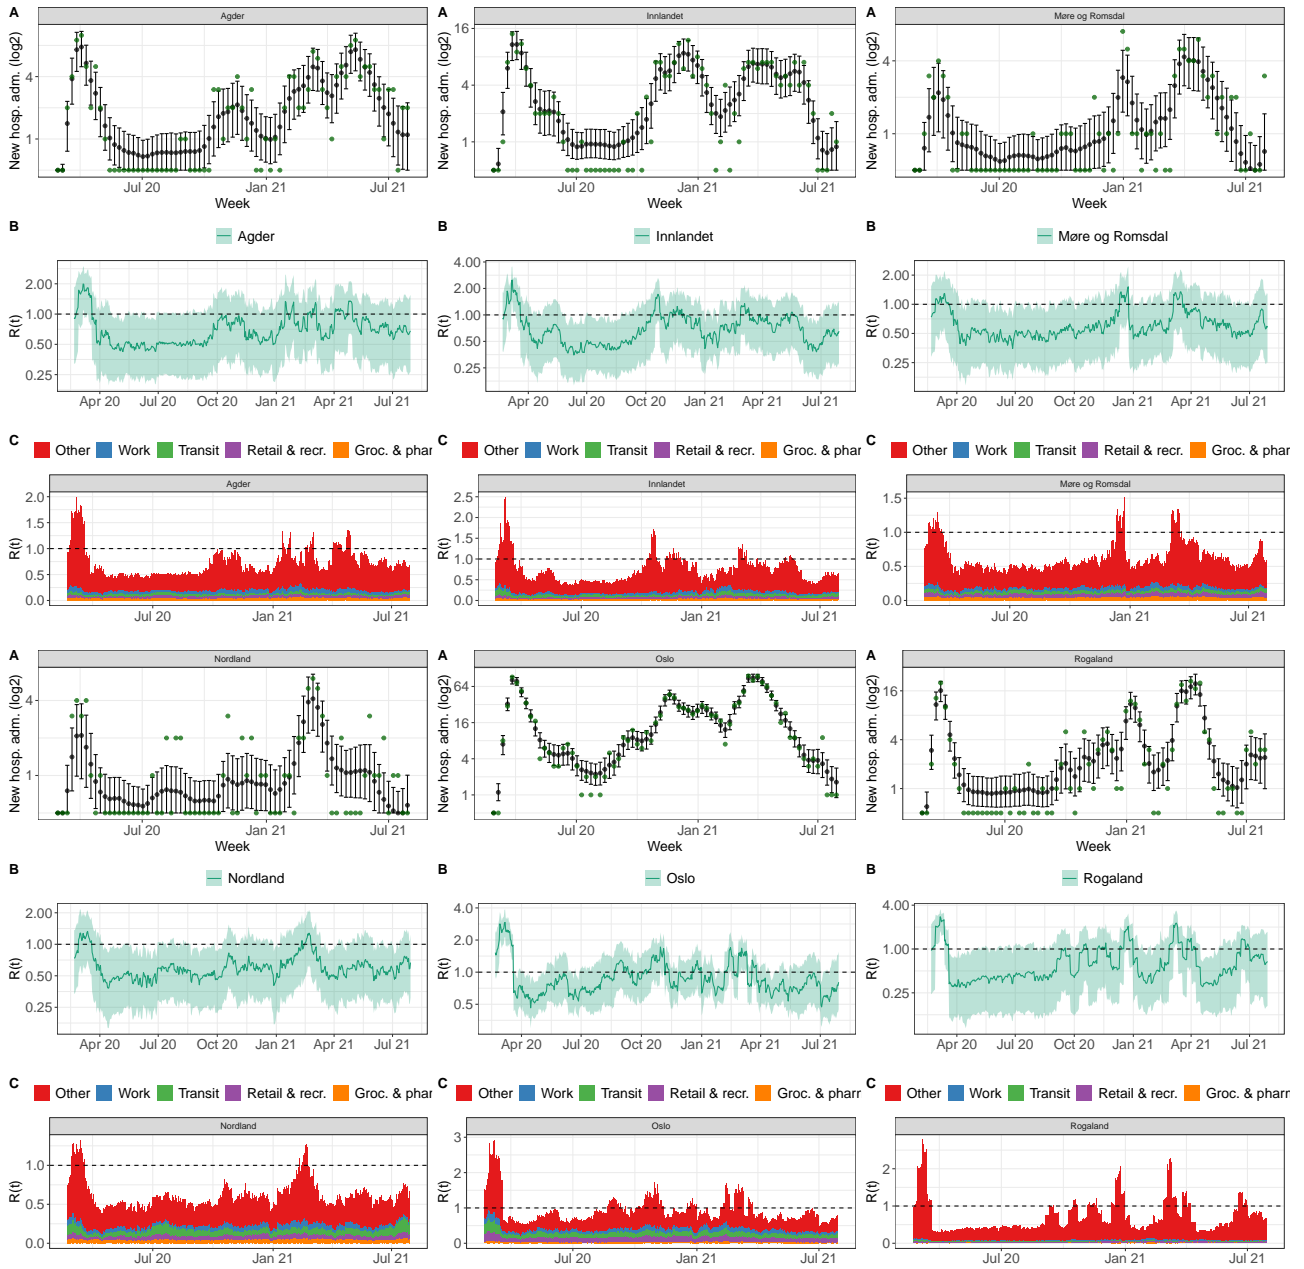 A A A
Agder Innlandet Møre og Romsdal
New hosp. adm. (log2) New hosp. adm. (log2) New hosp. adm. (log2)
4 1
16 4 1
4 1
Jul 20 Jan 21 Jul 21 Jul 20 Jan 21 Jul 21 Jul 20 Jan 21 Jul 21
Week Week Week
B B B
Agder Innlandet Møre og Romsdal
R(t) R(t) R(t)
2.00 1.00 0.50 0.25
4.00 2.00 1.00 0.50 0.25
2.00 1.00 0.50 0.25
Apr 20 Jul 20 Oct 20 Jan 21 Apr 21 Jul 21 Apr 20 Jul 20 Oct 20 Jan 21 Apr 21 Jul 21 Apr 20 Jul 20 Oct 20 Jan 21 Apr 21 Jul 21
C Other Work Transit Retail & recr. Groc. & phar C Other Work Transit Retail & recr. Groc. & phar C Other Work Transit Retail & recr. Groc. & phar
Agder Innlandet Møre og Romsdal
R(t) R(t) R(t)
2.0 1.5 1.0 0.5 0.0
2.5 2.0 1.5 1.0 0.5 0.0
1.5 1.0 0.5 0.0
Jul 20 Jan 21 Jul 21 Jul 20 Jan 21 Jul 21 Jul 20 Jan 21 Jul 21
A A A
Nordland Oslo Rogaland
New hosp. adm. (log2) New hosp. adm. (log2) New hosp. adm. (log2)
4 1
64 16 4 1
16 4 1
Jul 20 Jan 21 Jul 21 Jul 20 Jan 21 Jul 21 Jul 20 Jan 21 Jul 21
Week Week Week
B B B
Nordland Oslo Rogaland
R(t) R(t) R(t)
2.00 1.00 0.50 0.25
4.0 2.0 1.0 0.5
4.00 1.00 0.25
Apr 20 Jul 20 Oct 20 Jan 21 Apr 21 Jul 21 Apr 20 Jul 20 Oct 20 Jan 21 Apr 21 Jul 21 Apr 20 Jul 20 Oct 20 Jan 21 Apr 21 Jul 21
C Other Work Transit Retail & recr. Groc. & phar C Other Work Transit Retail & recr. Groc. & pharr C Other Work Transit Retail & recr. Groc. & pharr
Nordland Oslo Rogaland
R(t) R(t) R(t)
1.0 0.5 0.0
3 2 1 0
2 1 0
Jul 20 Jan 21 Jul 21 Jul 20 Jan 21 Jul 21 Jul 20 Jan 21 Jul 21